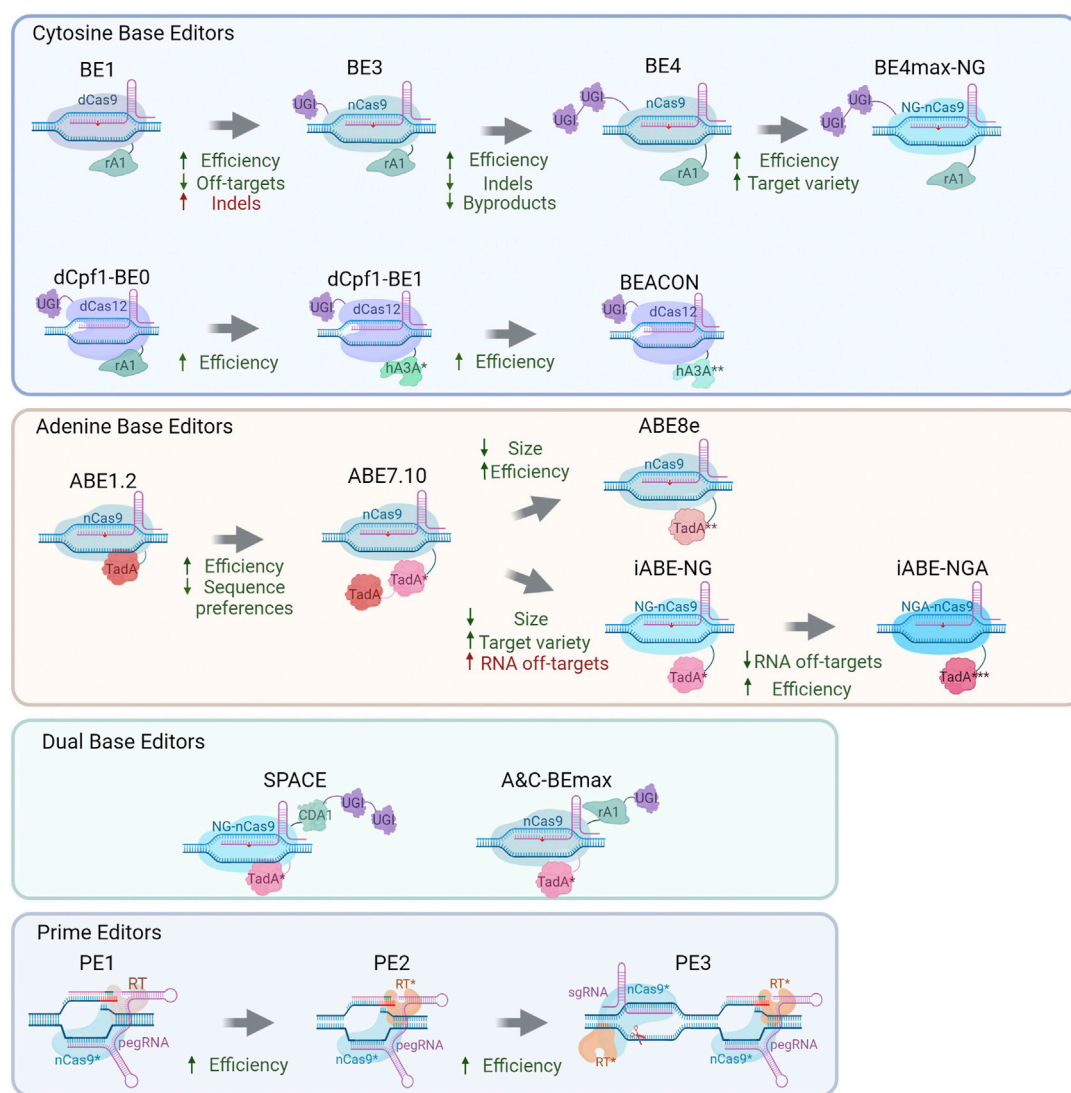 Cytosine Base Editors
BE1
BE3
BE4
BE4max-NG
dCas9
UGI
nCas9
UGI
UGI
nCas9
UGI
UGI
NG-nCas9
rA1
rA1
rA1
rA1
↑ Efficiency
↓ Off-targets
↑ Indels
↑ Efficiency
↓ Indels
↓ Byproducts
↑ Efficiency
↑ Target variety
dCpf1-BE0
dCpf1-BE1
BEACON
UGI
dCas12
UGI
dCas12
UGI
dCas12
rA1
hA3A*
hA3A**
↑ Efficiency
↑ Efficiency
Adenine Base Editors
ABE1.2
ABE7.10
ABE8e
nCas9
nCas9
nCas9
TadA
TadA
TadA*
TadA**
↑ Efficiency
↓ Sequence
preferences
↓ Size
↑ Efficiency
iABE-NG
iABE-NGA
NG-nCas9
NGA-nCas9
TadA*
TadA***
↓ Size
↑ Target variety
↑ RNA off-targets
↓ RNA off-targets
↑ Efficiency
Dual Base Editors
SPACE
A&C-BEmax
NG-nCas9
CDA1
UGI
UGI
TadA*
nCas9
rA1
UGI
TadA*
Prime Editors
PE1
PE2
PE3
RT
pegRNA
nCas9*
↑ Efficiency
RT*
pegRNA
nCas9*
↑ Efficiency
sgRNA
nCas9*
RT*
RT*
pegRNA
nCas9*